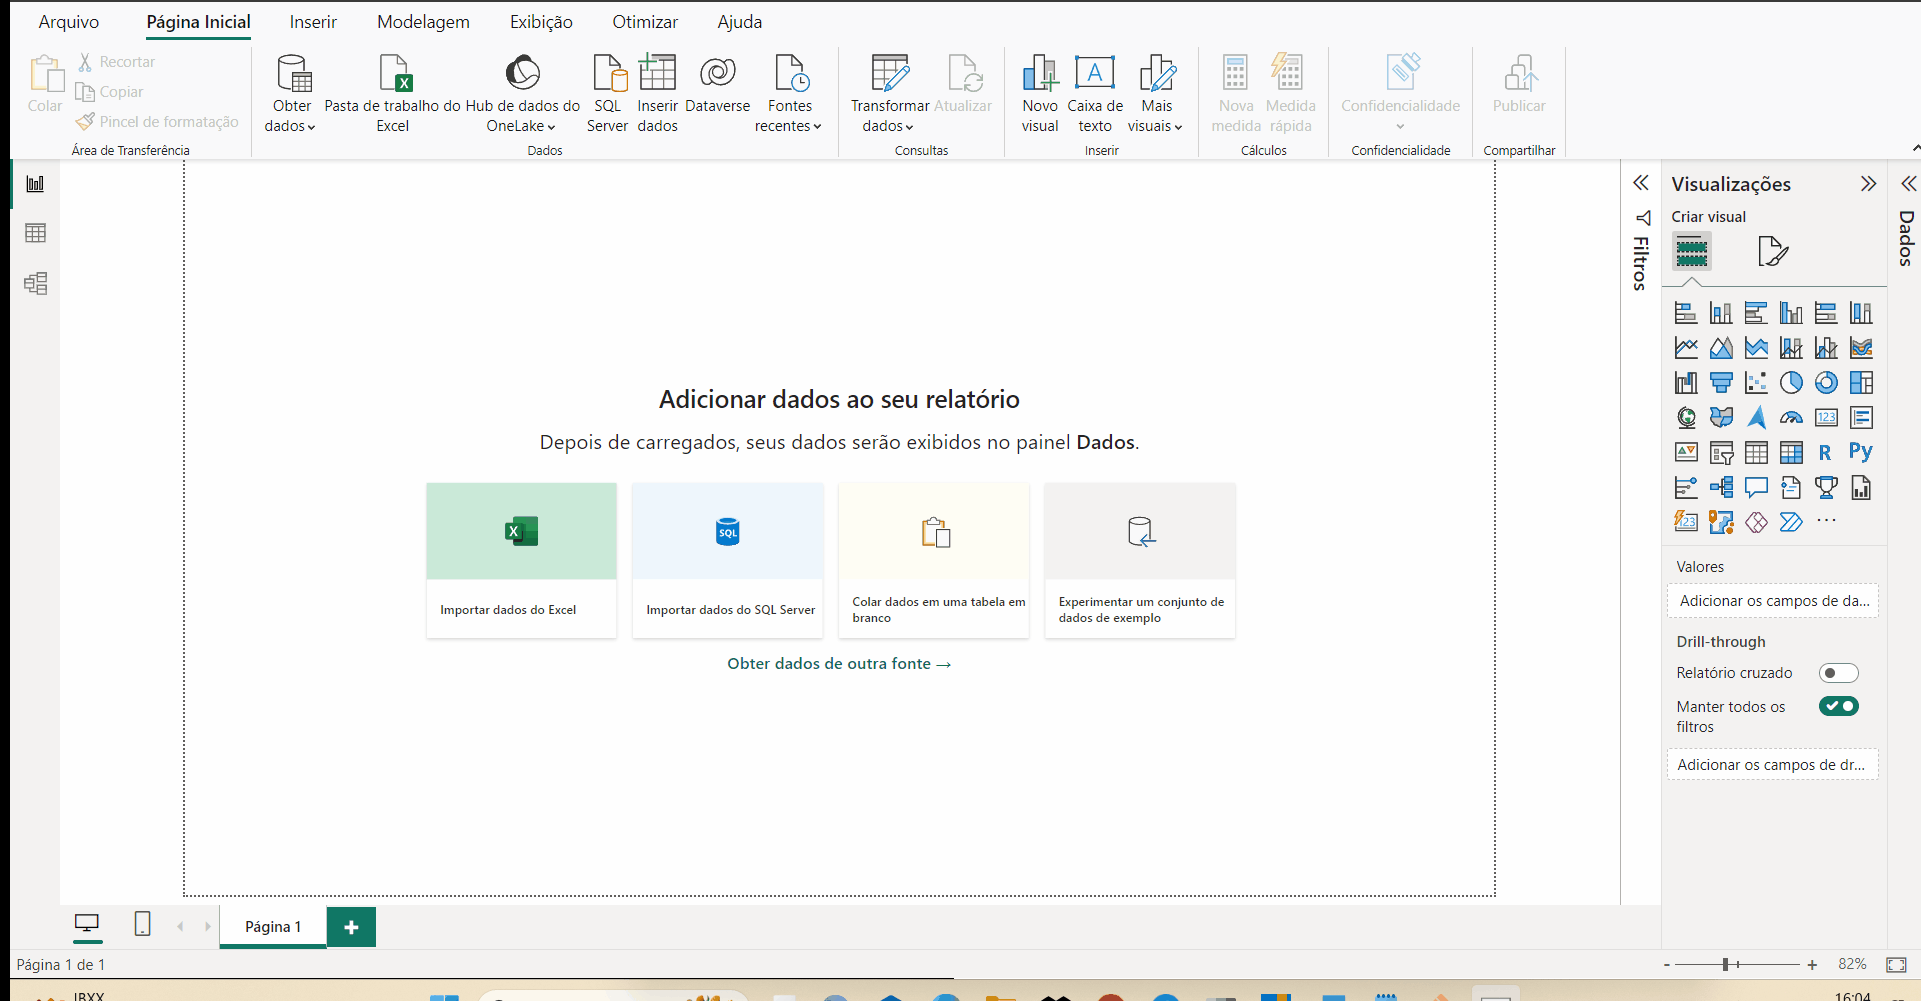 Arquivo
Página Inicial
Inserir
Modelagem
Exibição
Otimizar
Ajuda
Colar
Recortar
Copiar
Pincel de formatação
Área de Transferência
Obter
dados
Pasta de trabalho do
Excel
Hub de dados do
OneLake
SQL
Server
Inserir
dados
Dataverse
Fontes
recentes
Dados
Transformar
dados
Atualizar
Consultas
Novo
visual
A
Caixa de
texto
Mais
visuais
Inserir
Nova
medida
Medida
rápida
Cálculos
Confidencialidade
Confidencialidade
Publicar
Compartilhar
Adicionar dados ao seu relatório
Depois de carregados, seus dados serão exibidos no painel Dados.
X
SQL
Importar dados do Excel
Importar dados do SQL Server
Colar dados em uma tabela em
branco
Experimentar um conjunto de
dados de exemplo
Obter dados de outra fonte →
Filtros
Visualizações
Criar visual
123
R
Py
123
...
Valores
Adicionar os campos de da...
Drill-through
Relatório cruzado
Manter todos os
filtros
Adicionar os campos de dr...
Dados
Página 1
+
Página 1 de 1
- + 82%
IBXX
16:04